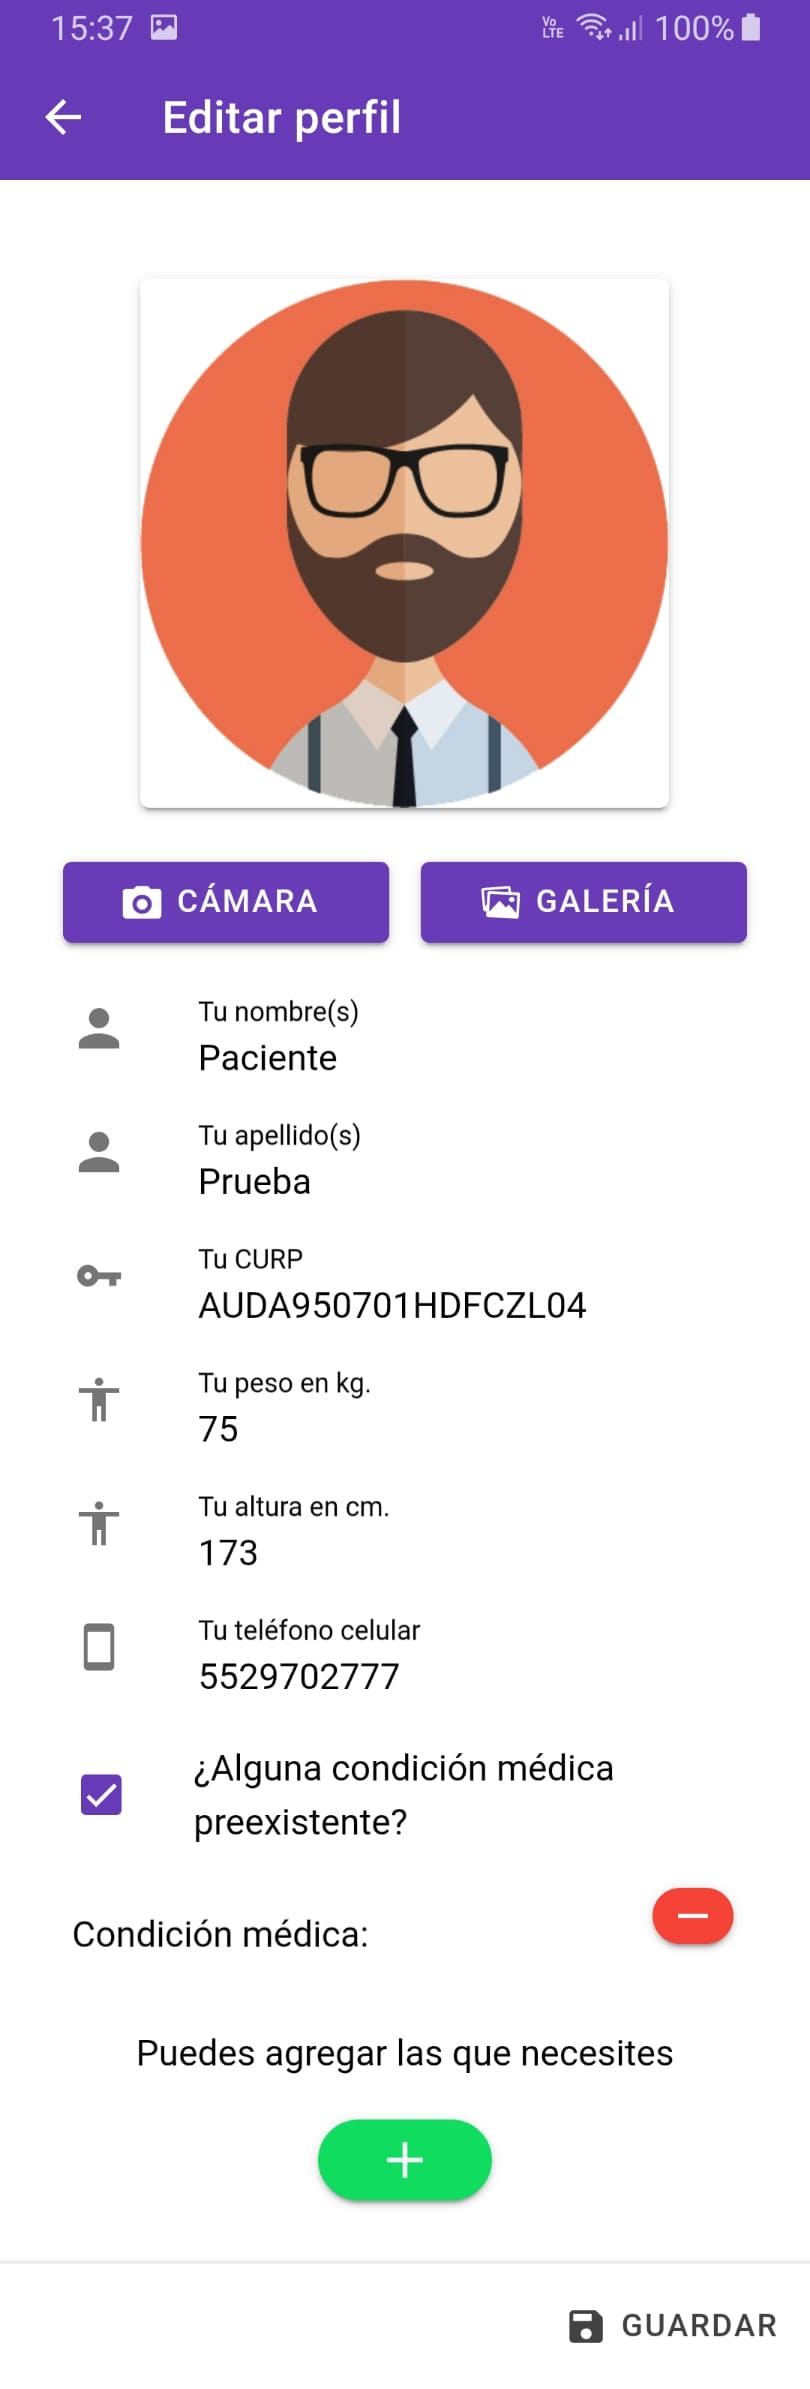 15:37
Vo
LTE
100%
Editar perfil
CÁMARA
GALERÍA
Tu nombre(s)
Paciente
Tu apellido(s)
Prueba
Tu CURP
AUDA950701HDFCZL04
Tu peso en kg.
75
Tu altura en cm.
173
Tu teléfono celular
5529702777
¿Alguna condición médica
preexistente?
Condición médica:
Puedes agregar las que necesites
GUARDAR